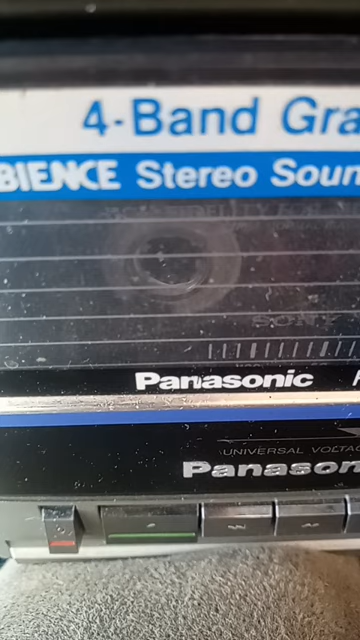 4-Band Gra
BIENCE Stereo Soun
SONY
Panasonic
UNIVERSAL VOLTAG
Panason